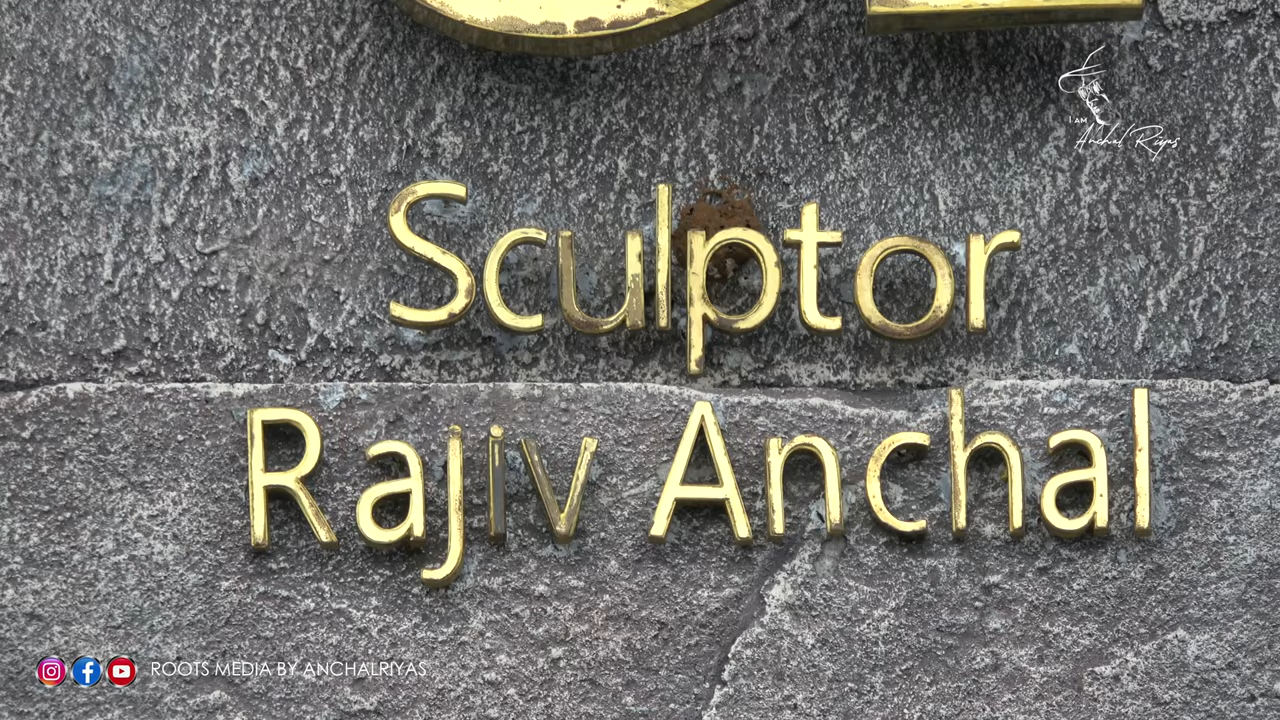 I AM
Anchal Riyas
Sculptor
Rajiv Anchal
ROOTS MEDIA BY ANCHALRIYAS